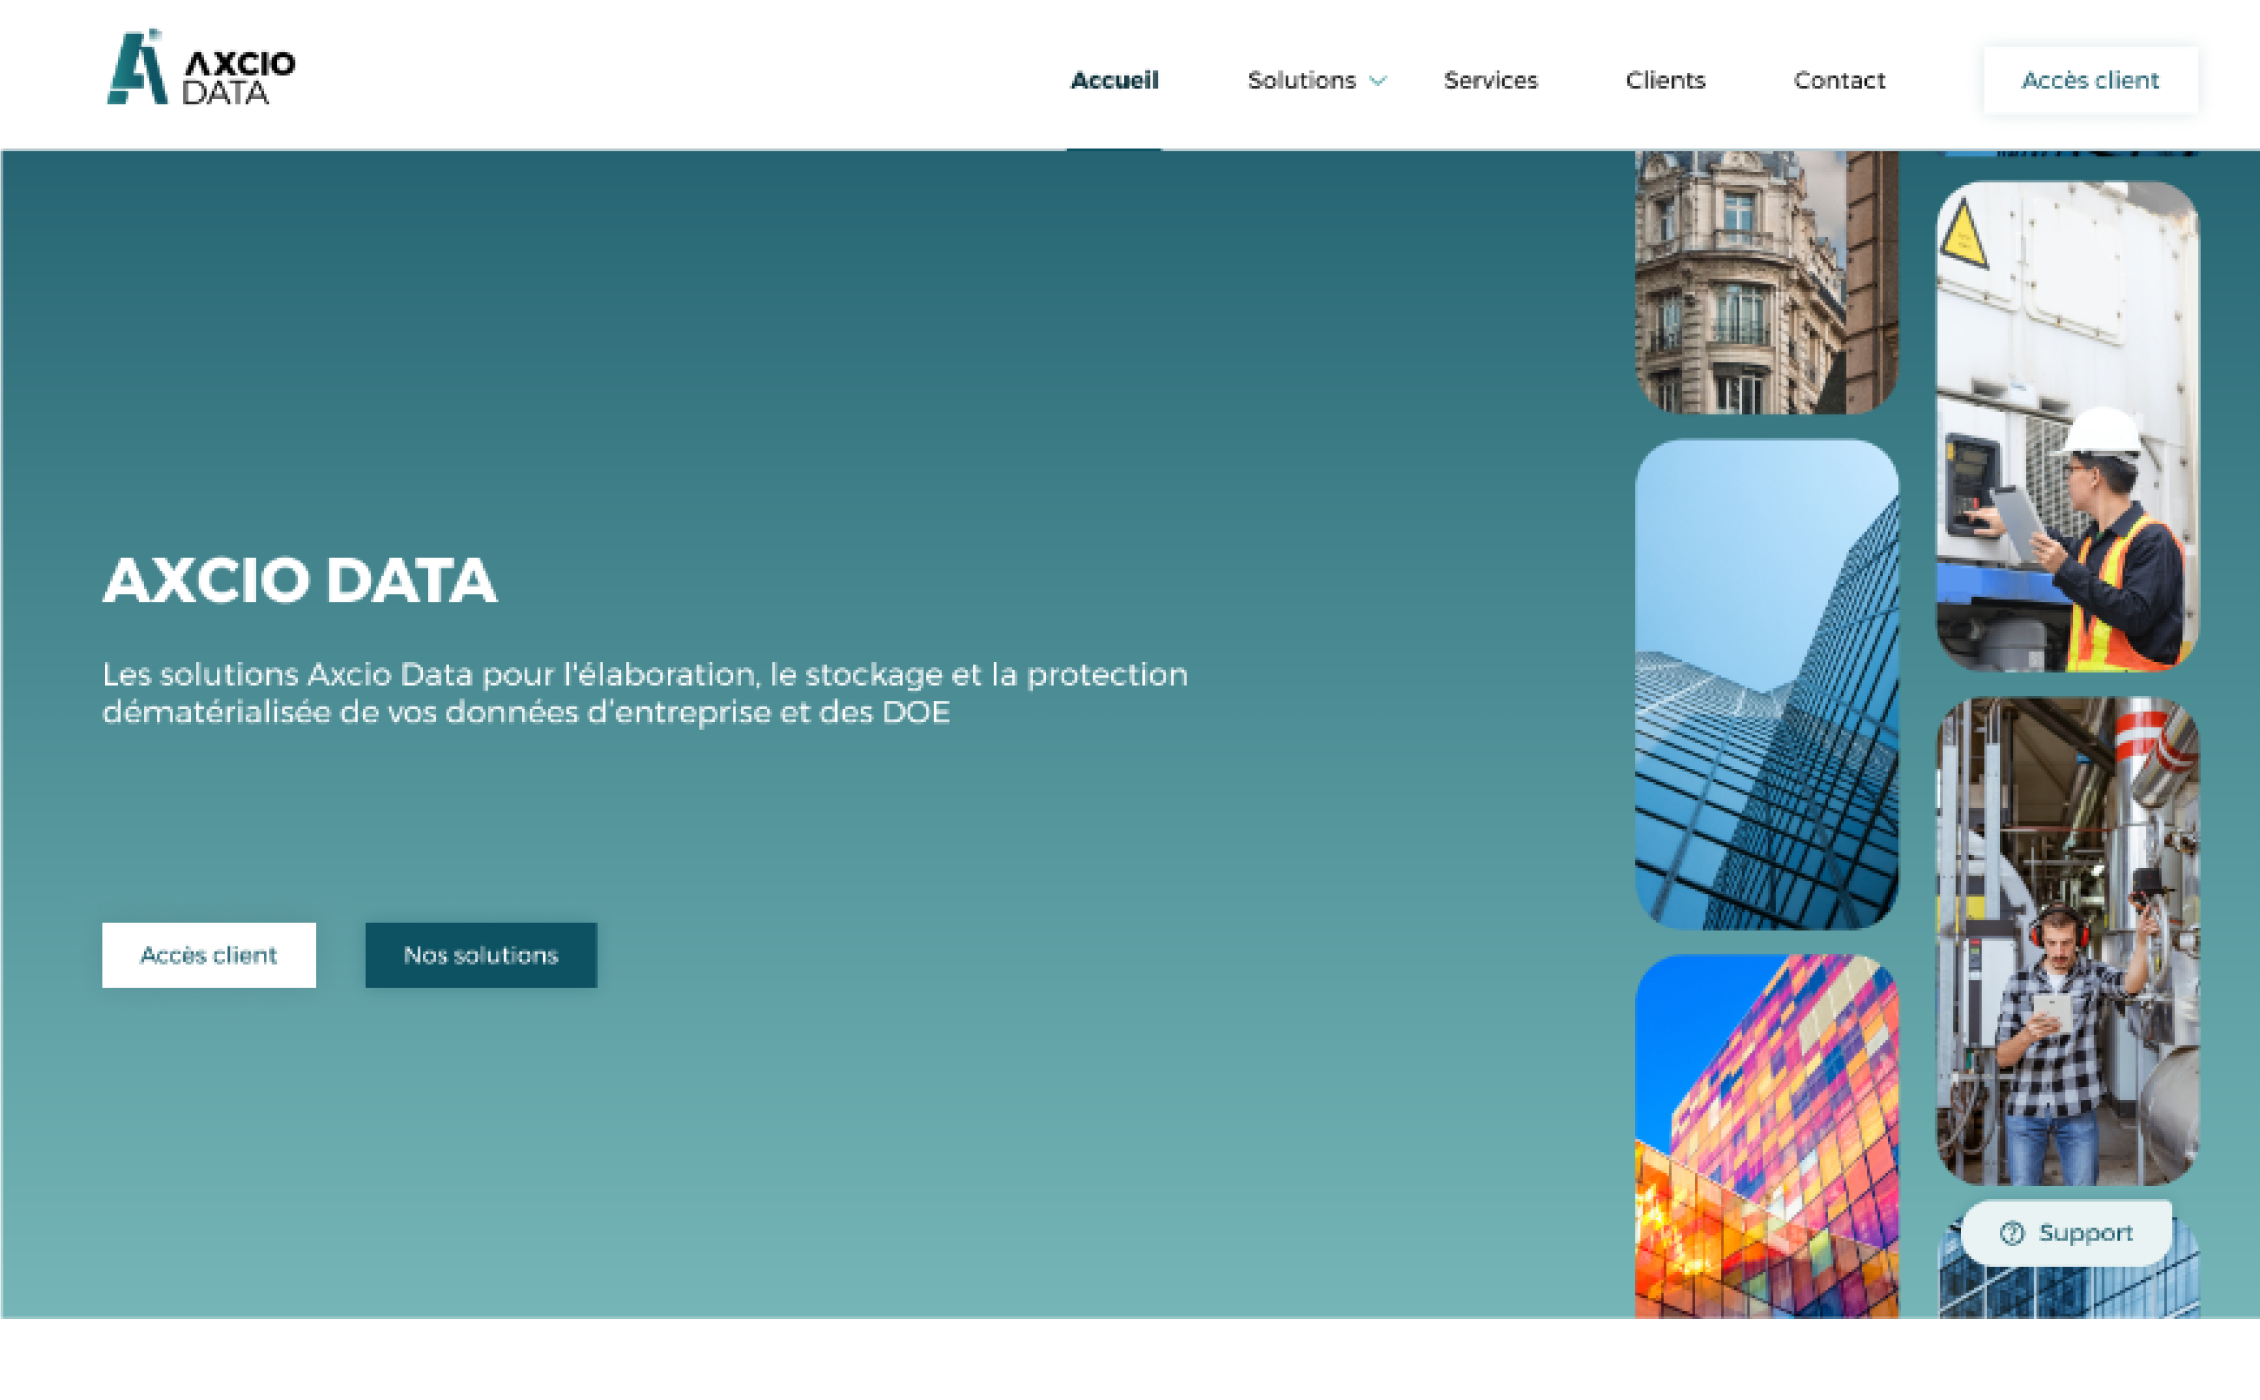 AXCIO
DATA
Accueil
Solutions
Services
Clients
Contact
Accès client
AXCIO DATA
Les solutions Axcio Data pour l'élaboration, le stockage et la protection
dématérialisée de vos données d'entreprise et des DOE
Accès client
Nos solutions
Support